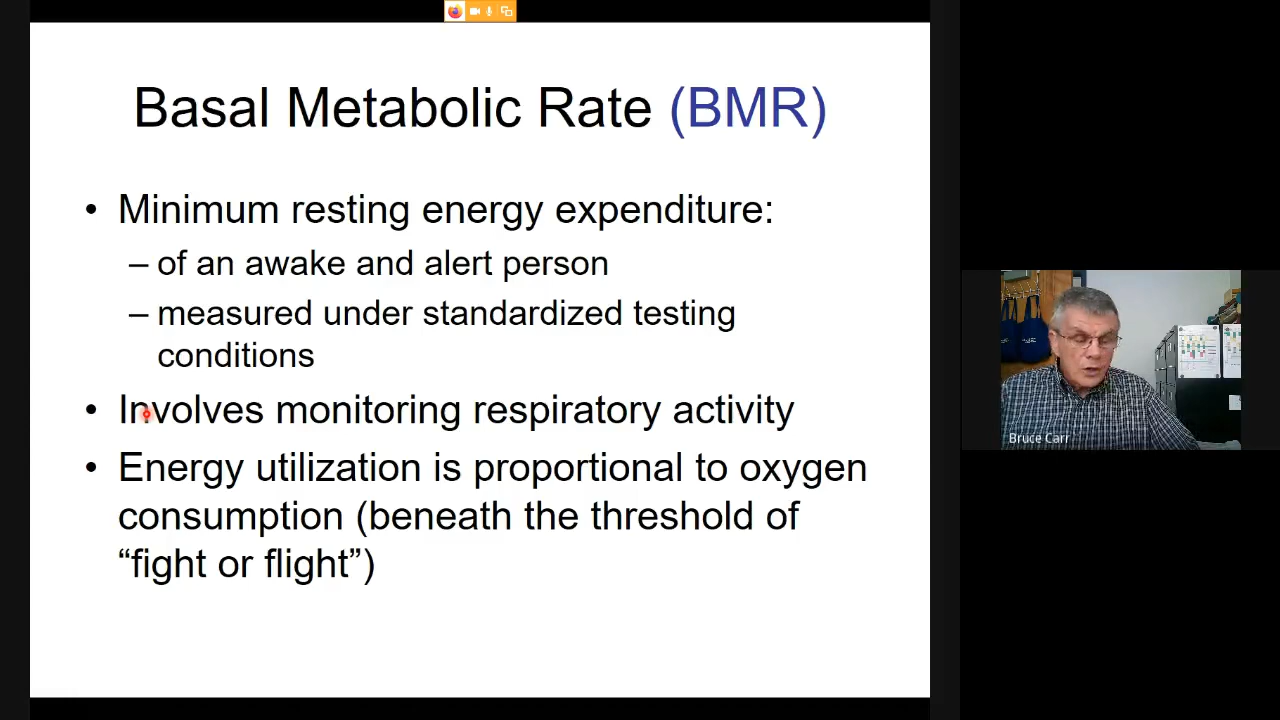 Basal Metabolic Rate (BMR)
• Minimum resting energy expenditure:
– of an awake and alert person
– measured under standardized testing
conditions
• Involves monitoring respiratory activity
• Energy utilization is proportional to oxygen
consumption (beneath the threshold of
“fight or flight”)
Bruce Carr